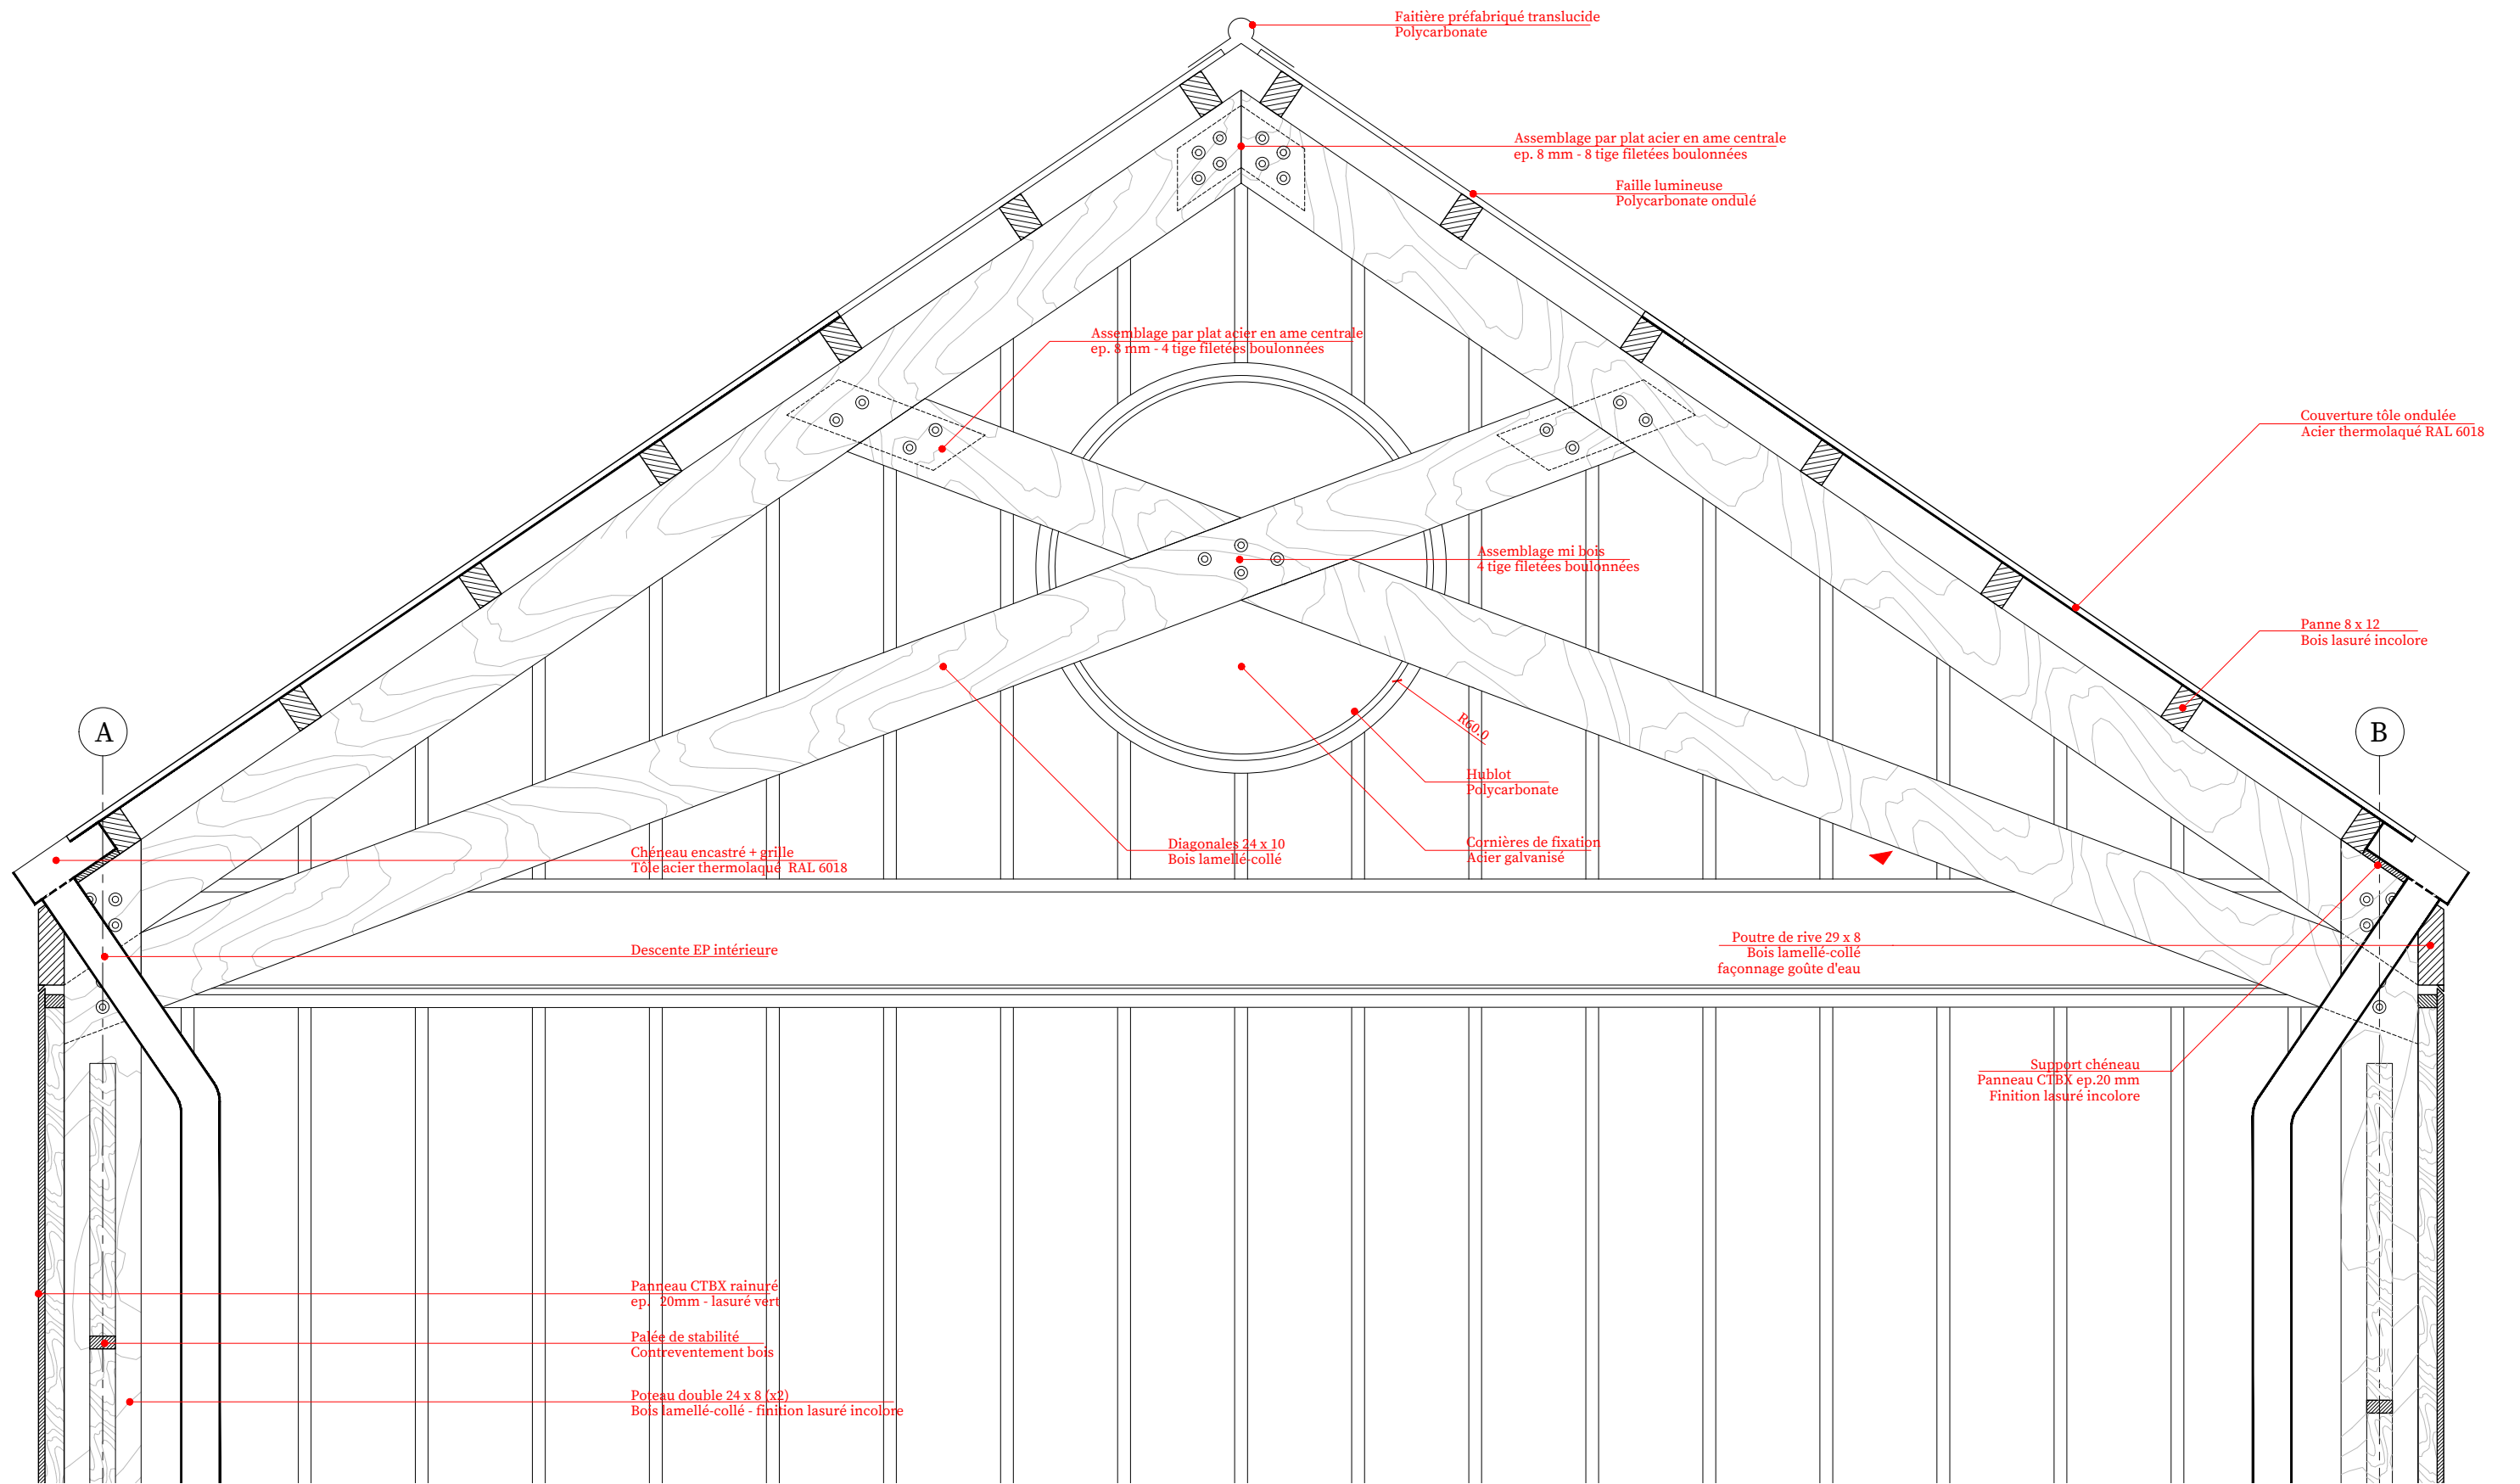 Faitière préfabriqué translucide
Polycarbonate
Assemblage par plat acier en ame centrale
ep. 8 mm - 8 tige filetées boulonnées
Faille lumineuse
Polycarbonate ondulé
Assemblage par plat acier en ame centrale
ep. 8 mm - 4 tige filetées boulonnées
Couverture tôle ondulée
Acier thermolaqué RAL 6018
Assemblage mi bois
4 tige filetées boulonnées
Panne 8 x 12
Bois lasuré incolore
A
B
R60.0
Hublot
Polycarbonate
Diagonales 24 x 10
Bois lamellé-collé
Cornières de fixation
Acier galvanisé
Chéneau encastré + grille
Tôle acier thermolaqué RAL 6018
Descente EP intérieure
Poutre de rive 29 x 8
Bois lamellé-collé
façonnage goûte d'eau
Support chéneau
Panneau CTBX ep.20 mm
Finition lasuré incolore
Panneau CTBX rainuré
ep. 20mm - lasuré vert
Palée de stabilité
Contreventement bois
Poteau double 24 x 8 (x2)
Bois lamellé-collé - finition lasuré incolore